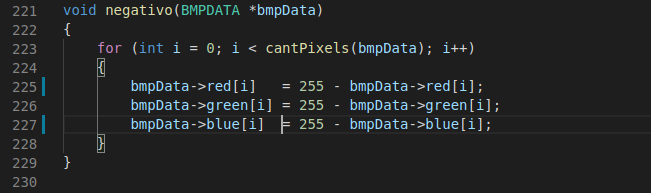 221 void negativo(BMPDATA *bmpData)
222 {
223     for (int i = 0; i < cantPixels(bmpData); i++)
224     {
225         bmpData->red[i]   = 255 - bmpData->red[i];
226         bmpData->green[i] = 255 - bmpData->green[i];
227         bmpData->blue[i]  = 255 - bmpData->blue[i];
228     }
229 }
230